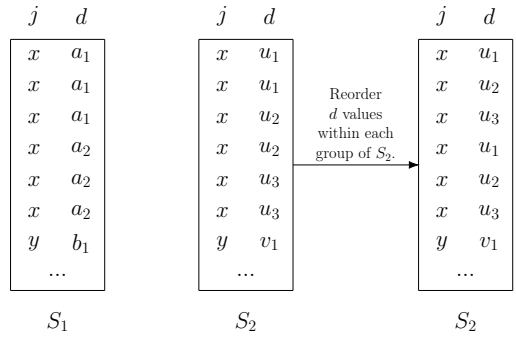 j d
x a₁
x a₁
x a₁
x a₂
x a₂
x a₂
y b₁
...
S₁
j d
x u₁
x u₁
x u₂
x u₂
x u₃
x u₃
y v₁
...
S₂
Reorder
d values
within each
group of S₂.
j d
x u₁
x u₂
x u₃
x u₁
x u₂
x u₃
y v₁
...
S₂